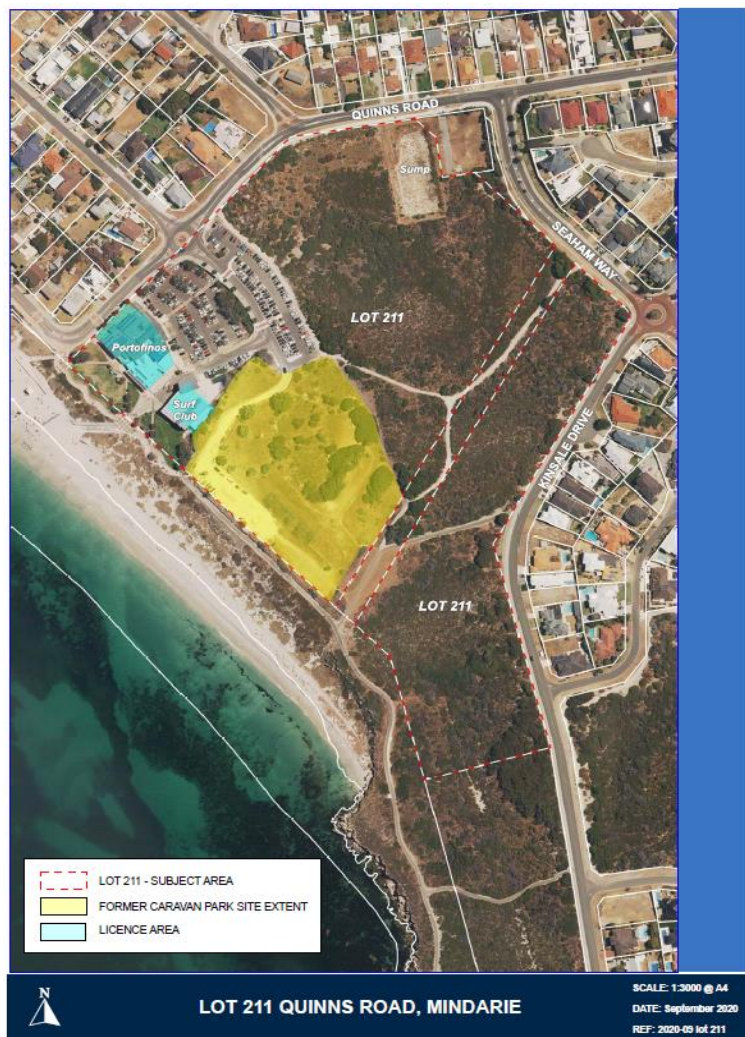 QUINNS ROAD
Sump
SEAHAM WAY
LOT 211
Portofinos
Surf
Club
KINSALE DRIVE
LOT 211
LOT 211 - SUBJECT AREA
FORMER CARAVAN PARK SITE EXTENT
LICENCE AREA
N
LOT 211 QUINNS ROAD, MINDARIE
SCALE: 1:3000 @ A4
DATE: September 2020
REF: 2020-09 lot 211